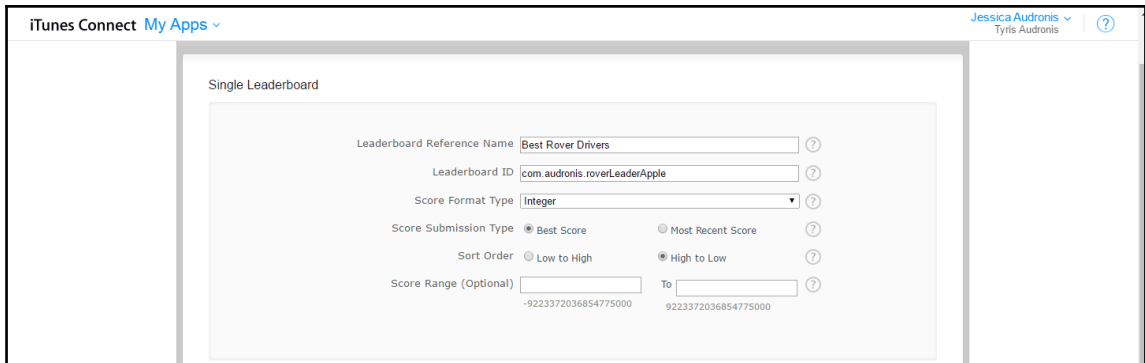 iTunes Connect My Apps
Jessica Audronis
Tyris Audronis
?
Single Leaderboard
Leaderboard Reference Name Best Rover Drivers ?
Leaderboard ID com.audronis.roverLeaderApple ?
Score Format Type Integer ?
Score Submission Type Best Score Most Recent Score ?
Sort Order Low to High High to Low ?
Score Range (Optional) To ?
-9223372036854775000 9223372036854775000